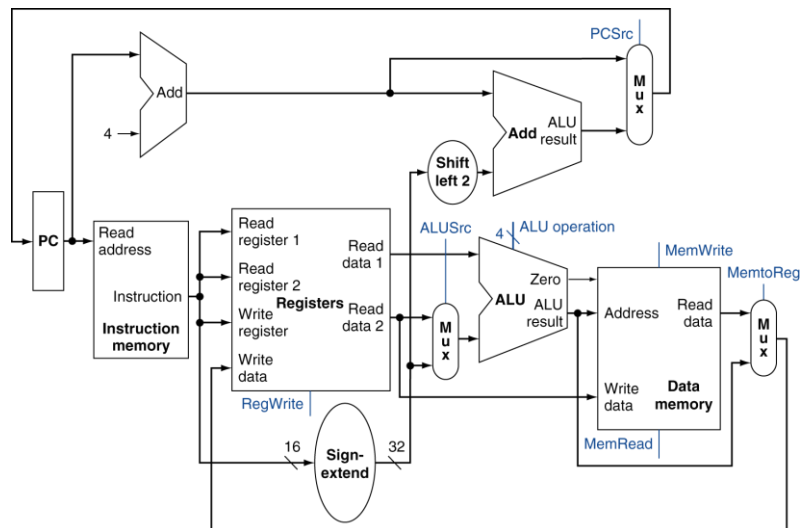 PCSrc
M
u
x
Add
4
Add
ALU
result
Shift
left 2
PC
Read
address
Instruction
Instruction
memory
Read
register 1
Read
register 2
Write
register
Write
data
Registers
Read
data 1
Read
data 2
RegWrite
ALUSrc
M
u
x
4
ALU operation
Zero
ALU
ALU
result
MemWrite
Address
Read
data
Write
data
Data
memory
MemRead
MemtoReg
M
u
x
16
Sign-
extend
32